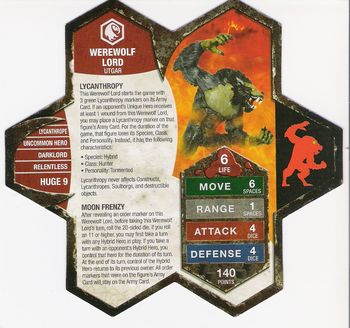 WEREWOLF
LORD
UTGAR
LYCANTHROPY
This Werewolf Lord starts the game with
3 green Lycanthropy markers on its Army
Card. If an opponent's Unique Hero receives
at least 1 wound from this Werewolf Lord, you
may place a Lycanthropy Marker on that
figure's Army Card. For the duration of the
game, that figure loses its Species, Class
and Personality. Instead, it has the following
characteristics:
• Species: Hybrid
• Class: Hunter
• Personality: Tormented
Lycanthropy never affects Constructs,
Lycanthropes, Soulborgs, and destructible
objects.
MOON FRENZY
After revealing an order marker on this
Werewolf Lord, before taking this Werewolf
Lord's turn, roll the 20-sided die. If you roll
an 11 or higher, you may first take a turn with
any Hybrid Hero in play. If you take a
turn with an opponent's Hybrid Hero, you
control that hero for the duration of its turn.
At the end of its turn, control of the Hybrid
Hero returns to its previous owner. All order
markers that were on the figure's Army
Card will stay on the Army Card.
LYCANTHROPE
UNCOMMON HERO
DARKLORD
RELENTLESS
HUGE 9
6
LIFE
MOVE 6
SPACES
RANGE 1
SPACES
ATTACK 4
DICE
DEFENSE 4
DICE
140
POINTS